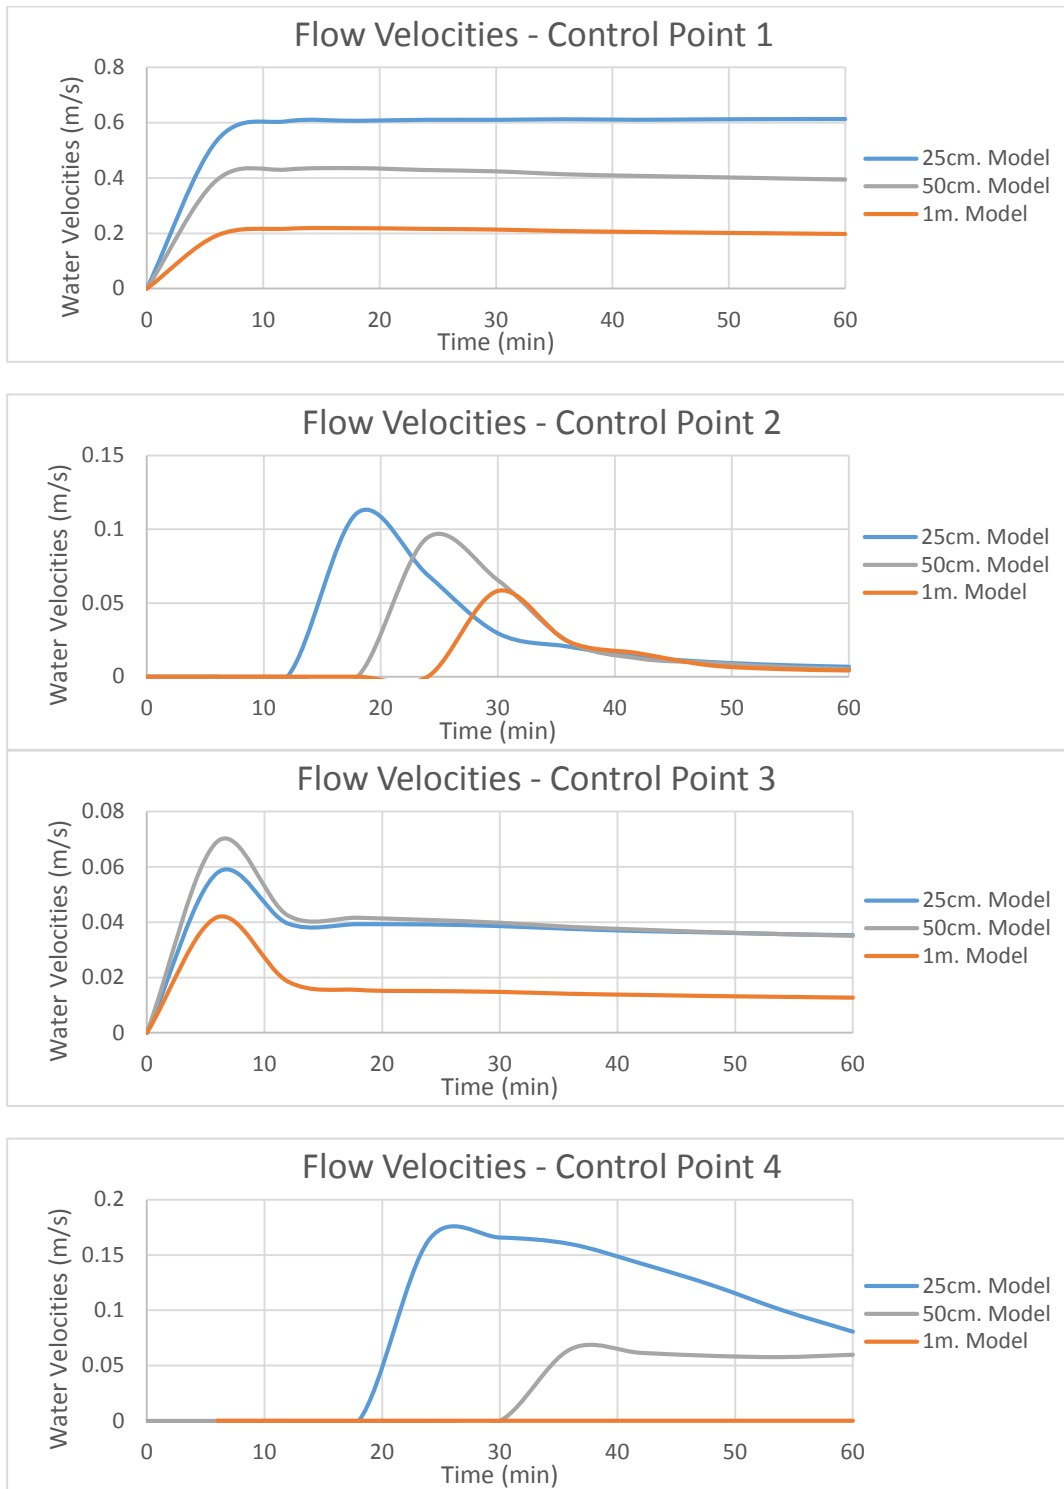 Flow Velocities - Control Point 1
Water Velocities (m/s)
0.8
0.6
0.4
0.2
0
0 10 20 30 40 50 60
Time (min)
25cm. Model
50cm. Model
1m. Model
Flow Velocities - Control Point 2
Water Velocities (m/s)
0.15
0.1
0.05
0
0 10 20 30 40 50 60
Time (min)
25cm. Model
50cm. Model
1m. Model
Flow Velocities - Control Point 3
Water Velocities (m/s)
0.08
0.06
0.04
0.02
0
0 10 20 30 40 50 60
Time (min)
25cm. Model
50cm. Model
1m. Model
Flow Velocities - Control Point 4
Water Velocities (m/s)
0.2
0.15
0.1
0.05
0
0 10 20 30 40 50 60
Time (min)
25cm. Model
50cm. Model
1m. Model